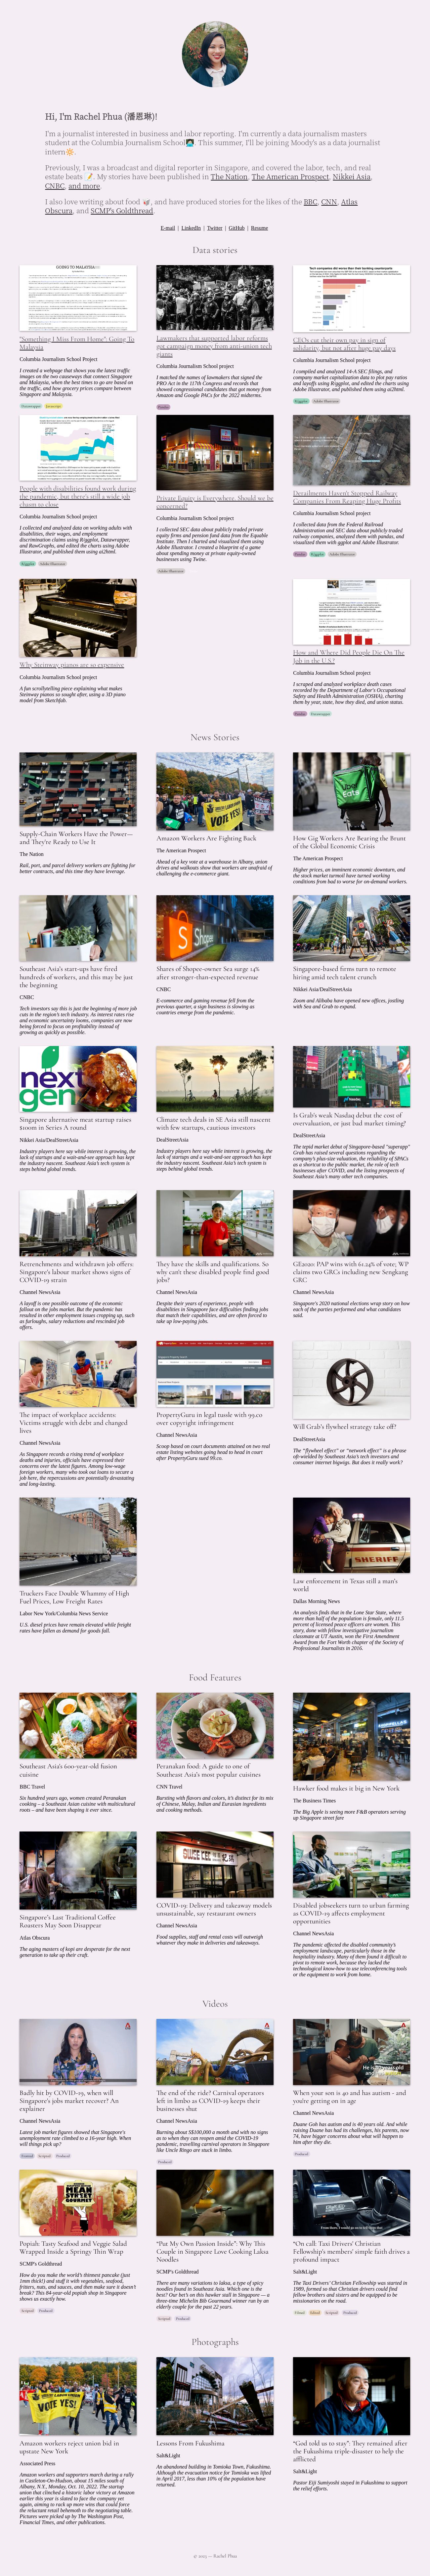 Hi, I'm Rachel Phua (潘恩琳)!
I'm a journalist interested in business and labor reporting. I'm currently a data journalism masters
student at the Columbia Journalism School👩🏻‍💻. This summer, I'll be joining Moody's as a data journalism
intern🔆.
Previously, I was a broadcast and digital reporter in Singapore, and covered the labor, tech, and real
estate beats 📝. My stories have been published in The Nation, The American Prospect, Nikkei Asia,
CNBC, and more.
I also love writing about food 🥡, and have produced stories for the likes of the BBC, CNN, Atlas
Obscura, and SCMP's Goldthread.
E-mail | LinkedIn | Twitter | GitHub | Resume
Data stories
GOING TO MALAYSIA
"Something I Miss From Home": Going To
Malaysia
Columbia Journalism School Project
I created a webpage that shows you the latest traffic
images at the two causeways that connect Singapore
and Malaysia, when the best times to go are based on
the traffic, and how grocery prices compare between
Singapore and Malaysia.
Lawmakers that supported labor reforms
got campaign money from anti-union tech
giants
Columbia Journalism school project
I matched the names of lawmakers that signed the
PRO Act in the 117th Congress and records that
showed congressional candidates that got money from
Amazon and Google PACs for the 2022 midterms.
CEOs cut their own pay in sign of
solidarity, but not after huge pay days
Columbia Journalism School project
I compiled and analyzed 14-A SEC filings, and
company market capitalization data to find pay ratios
and layoffs using R/ggplot, and edited the charts using
Adobe Illustrator, and published them using ai2html.
People with disabilities found work during
the pandemic, but there's still a wide job
chasm to close
Columbia Journalism School project
I collected and analyzed data on working adults with
disabilities, their wages, and employment
discrimination claims using R/ggplot, Datawrapper,
and RawGraphs, edited the charts using Adobe
Illustrator, and published them using ai2html.
Private Equity is Everywhere. Should we be
concerned?
Columbia Journalism School project
I collected SEC data about publicly traded private
equity firms and pension fund data from the Equable
Institute. Then I charted and visualized them using
Adobe Illustrator. I created a blueprint of a game
about spending money at private equity-owned
businesses using Twine.
Derailments Haven't Stopped Railway
Companies From Reaping Huge Profits
Columbia Journalism School project
I collected data from the Federal Railroad
Administration and SEC data about publicly traded
railway companies, analyzed them with pandas, and
visualized them with ggplot and Adobe Illustrator.
Why Steinway pianos are so expensive
Columbia Journalism School project
A fun scrollytelling piece explaining what makes
Steinway pianos so sought after, using a 3D piano
model from Sketchfab.
How and Where Did People Die On The
Job in the U.S.?
Columbia Journalism School project
I scraped and analyzed workplace death cases
recorded by the Department of Labor's Occupational
Safety and Health Administration (OSHA), charting
them by year, state, how they died, and union status.
News Stories
Supply-Chain Workers Have the Power—
and They're Ready to Use It
The Nation
Rail, port, and parcel delivery workers are fighting for
better contracts, and this time they have leverage.
Amazon Workers Are Fighting Back
The American Prospect
Ahead of a key vote at a warehouse in Albany, union
drives and walkouts show that workers are unafraid of
challenging the e-commerce grant.
How Gig Workers Are Bearing the Brunt
of the Global Economic Crisis
The American Prospect
Higher prices, an imminent economic downturn, and
the stock market turmoil have turned working
conditions from bad to worse for on-demand workers.
Southeast Asia's start-ups have fired
hundreds of workers, and this may be just
the beginning
CNBC
Tech investors say this is just the beginning of more job
cuts in the region's tech industry. As interest rates rise
and economic uncertainty looms, companies are now
being forced to focus on profitability instead of
growing as quickly as possible.
Shares of Shopee-owner Sea surge 14%
after stronger-than-expected revenue
CNBC
E-commerce and gaming revenue fell from the
previous quarter, a sign business is slowing as
countries emerge from the pandemic.
Singapore-based firms turn to remote
hiring amid tech talent crunch
Nikkei Asia/DealStreetAsia
Zoom and Alibaba have opened new offices, jostling
with Sea and Grab to expand.
next
gen
Singapore alternative meat startup raises
$100m in Series A round
Nikkei Asia/DealStreetAsia
Industry players here say while interest is growing, the
lack of startups and a wait-and-see approach has kept
the industry nascent. Southeast Asia's tech system is
steps behind global trends.
Climate tech deals in SE Asia still nascent
with few startups, cautious investors
DealStreetAsia
Industry players here say while interest is growing, the
lack of startups and a wait-and-see approach has kept
the industry nascent. Southeast Asia's tech system is
steps behind global trends.
Is Grab's weak Nasdaq debut the cost of
overvaluation, or just bad market timing?
DealStreetAsia
The tepid market debut of Singapore-based "superapp"
Grab has raised several questions regarding the
company's pandemic-era valuation, the reliability of SPACs
as a shortcut to the public market, the role of tech
businesses after COVID, and the listing prospects of
Southeast Asia's many other tech companies.
Retrenchments and withdrawn job offers:
Singapore's labour market shows signs of
COVID-19 strain
Channel NewsAsia
A layoff is one possible outcome of the economic
fallout on the jobs market. But the pandemic has
resulted in other employment issues cropping up, such
as furloughs, salary reductions and rescinded job
offers.
They have the skills and qualifications. So
why can't these disabled people find good
jobs?
Channel NewsAsia
Despite their years of experience, people with
disabilities in Singapore face difficulties finding jobs
that match their capabilities, and are often forced to
take up low-paying jobs.
GE2020: PAP wins with 61.24% of vote; WP
claims two GRCs including new Sengkang
GRC
Channel NewsAsia
Singapore's 2020 national elections wrap story on how
each of the parties performed and what candidates
said.
The impact of workplace accidents:
Victims struggle with debt and changed
lives
Channel NewsAsia
As Singapore records a rising trend of workplace
deaths and injuries, officials have expressed their
concerns over the latest figures. Among low-wage
foreign workers, many who took out loans to secure a
job here, the repercussions are potentially devastating
and long-lasting.
PropertyGuru in legal tussle with 99.co
over copyright infringement
Channel NewsAsia
Scoop based on court documents attained on two real
estate listing websites going head to head in court
after PropertyGuru sued 99.co.
Will Grab's flywheel strategy take off?
DealStreetAsia
The "flywheel effect" or "network effect" is a phrase
oft-wielded by Southeast Asia's tech investors and
consumer internet bigwigs. But does it really work?
Truckers Face Double Whammy of High
Fuel Prices, Low Freight Rates
Labor New York/Columbia News Service
U.S. diesel prices have remain elevated while freight
rates have fallen as demand for goods fall.
SHERIFF
Law enforcement in Texas still a man's
world
Dallas Morning News
An analysis finds that in the Lone Star State, where
more than half of the population is female, only 11.5
percent of licensed peace officers are women. This
story, done with fellow investigative journalism
classmate at UT Austin, won the First Amendment
Award from the Fort Worth chapter of the Society of
Professional Journalists in 2016.
Food Features
Southeast Asia's 600-year-old fusion
cuisine
BBC Travel
Six hundred years ago, women created Peranakan
cooking – a Southeast Asian cuisine with multicultural
roots – and have been shaping it ever since.
Peranakan food: A guide to one of
Southeast Asia's most popular cuisines
CNN Travel
Bursting with flavors and colors, it's distinct for its mix
of Chinese, Malay, Indian and Eurasian ingredients
and cooking methods.
Hawker food makes it big in New York
The Business Times
The Big Apple is seeing more F&B operators serving
up Singapore street fare
Singapore's Last Traditional Coffee
Roasters May Soon Disappear
Atlas Obscura
The aging masters of kopi are desperate for the next
generation to take up their craft.
COVID-19: Delivery and takeaway models
unsustainable, say restaurant owners
Channel NewsAsia
Food supplies, staff and rental costs will outweigh
whatever they make in deliveries and takeaways.
Disabled jobseekers turn to urban farming
as COVID-19 affects employment
opportunities
Channel NewsAsia
The pandemic affected the disabled community's
employment landscape, particularly those in the
hospitality industry. Many of them found it difficult to
pivot to remote work, because they lacked the
technological know-how to use teleconferencing tools
or the equipment to work from home.
Videos
Badly hit by COVID-19, when will
Singapore's jobs market recover? An
explainer
Channel NewsAsia
Latest job market figures showed that Singapore's
unemployment rate climbed to a 16-year high. When
will things pick up?
The end of the ride? Carnival operators
left in limbo as COVID-19 keeps their
businesses shut
Channel NewsAsia
Burning about S$100,000 a month and with no signs
as to when they can reopen amid the COVID-19
pandemic, traveling carnival operators in Singapore
like Uncle Ringo are stuck in limbo.
When your son is 40 and has autism - and
you're getting on in age
Channel NewsAsia
Duane Goh has autism and is 40 years old. And while
raising Duane has had its challenges, his parents, now
74, have bigger concerns about what will happen to
him after they die.
MEAN
STREET
GOURMET
Popiah: Tasty Seafood and Veggie Salad
Wrapped Inside a Springy Thin Wrap
SCMP's Goldthread
How do you make the world's thinnest pancake (just
1mm thick!) and stuff it with vegetables, seafood,
fritters, nuts, and sauces, and then make sure it doesn't
break? This 84-year-old popiah shop in Singapore
shows us exactly how.
"Put My Own Passion Inside": Why This
Couple in Singapore Love Cooking Laksa
Noodles
SCMP's Goldthread
There are many variations to laksa, a type of spicy
noodles found in Southeast Asia. Which one is the
best? Our bet's on this hawker stall in Singapore — a
three-time Michelin Bib Gourmand winner run by an
elderly couple for the past 22 years.
"On call: Taxi Drivers' Christian
Fellowship's members' simple faith drives a
profound impact
Salt&Light
The Taxi Drivers' Christian Fellowship was started in
1989, formed so that Christian drivers could find
fellow brothers and sisters and be equipped to be
missionaries on the road.
Photographs
Amazon workers reject union bid in
upstate New York
Associated Press
Amazon workers and supporters march during a rally
in Castleton-On-Hudson, about 15 miles south of
Albany, N.Y., Monday, Oct. 10, 2022. The startup
union that clinched a historic labor victory at Amazon
earlier this year is slated to face the company yet
again, aiming to rack up more wins that could force
the reluctant retail behemoth to the negotiating table.
Pictures were picked up by The Washington Post,
Financial Times, and other publications.
Lessons From Fukushima
Salt&Light
An abandoned building in Tomioka Town, Fukushima.
Although the evacuation notice for Tomioka was lifted
in April 2017, less than 10% of the population have
returned.
"God told us to stay": They remained after
the Fukushima triple-disaster to help the
afflicted
Salt&Light
Pastor Eiji Sumiyoshi stayed in Fukushima to support
the relief efforts.
© 2023 — Rachel Phua